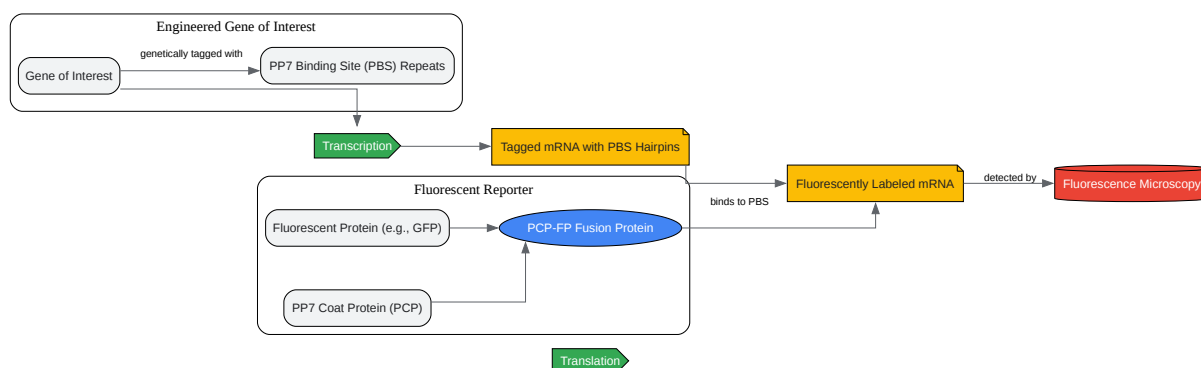 Engineered Gene of Interest
genetically tagged with
Gene of Interest
PP7 Binding Site (PBS) Repeats
Transcription
Tagged mRNA with PBS Hairpins
Fluorescent Reporter
Fluorescent Protein (e.g., GFP)
PCP-FP Fusion Protein
PP7 Coat Protein (PCP)
binds to PBS
Fluorescently Labeled mRNA
detected by
Fluorescence Microscopy
Translation